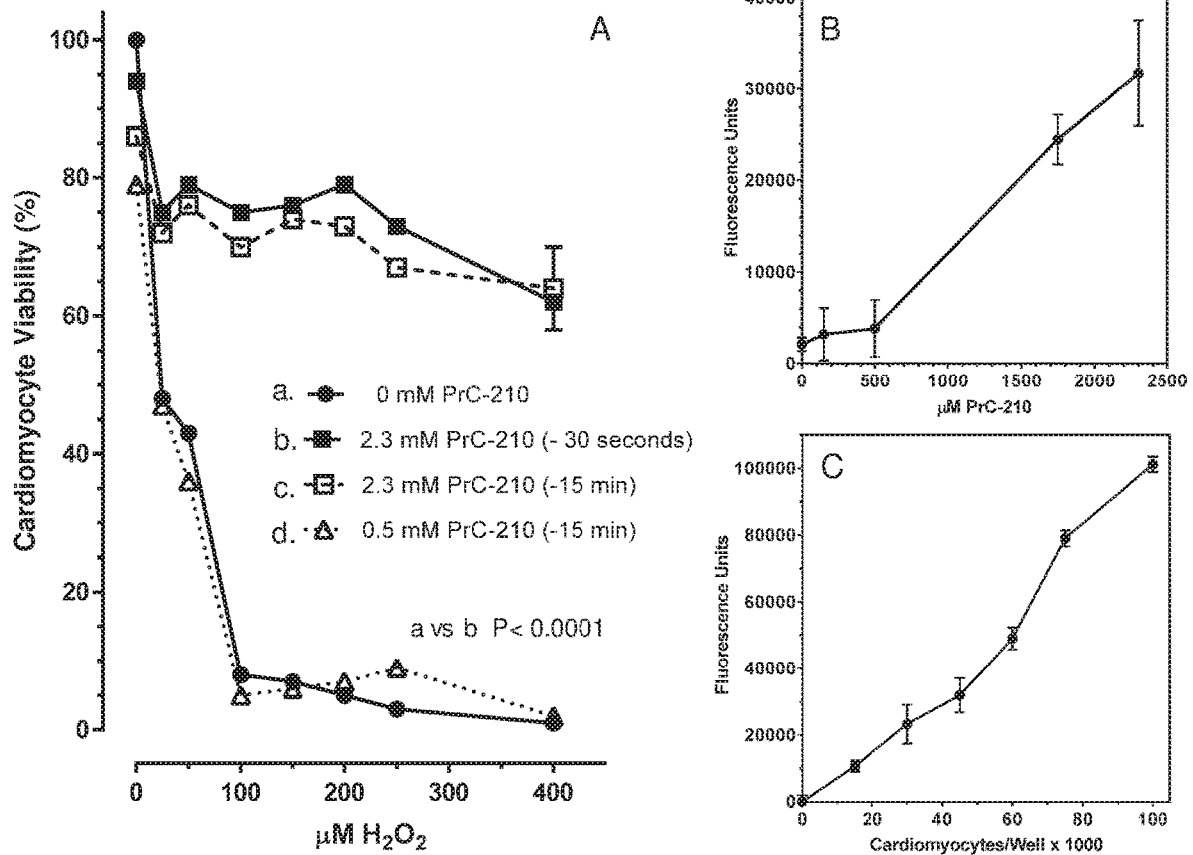 A
100
80
60
40
20
0
Cardiomyocyte Viability (%)
a. 0 mM PrC-210
b. 2.3 mM PrC-210 (- 30 seconds)
c. 2.3 mM PrC-210 (-15 min)
d. 0.5 mM PrC-210 (-15 min)
a vs b P< 0.0001
0 100 200 300 400
μM H₂O₂
B
40000
30000
20000
10000
0
Fluorescence Units
0 500 1000 1500 2000 2500
μM PrC-210
C
100000
80000
60000
40000
20000
0
Fluorescence Units
0 20 40 60 80 100
Cardiomyocytes/Well x 1000